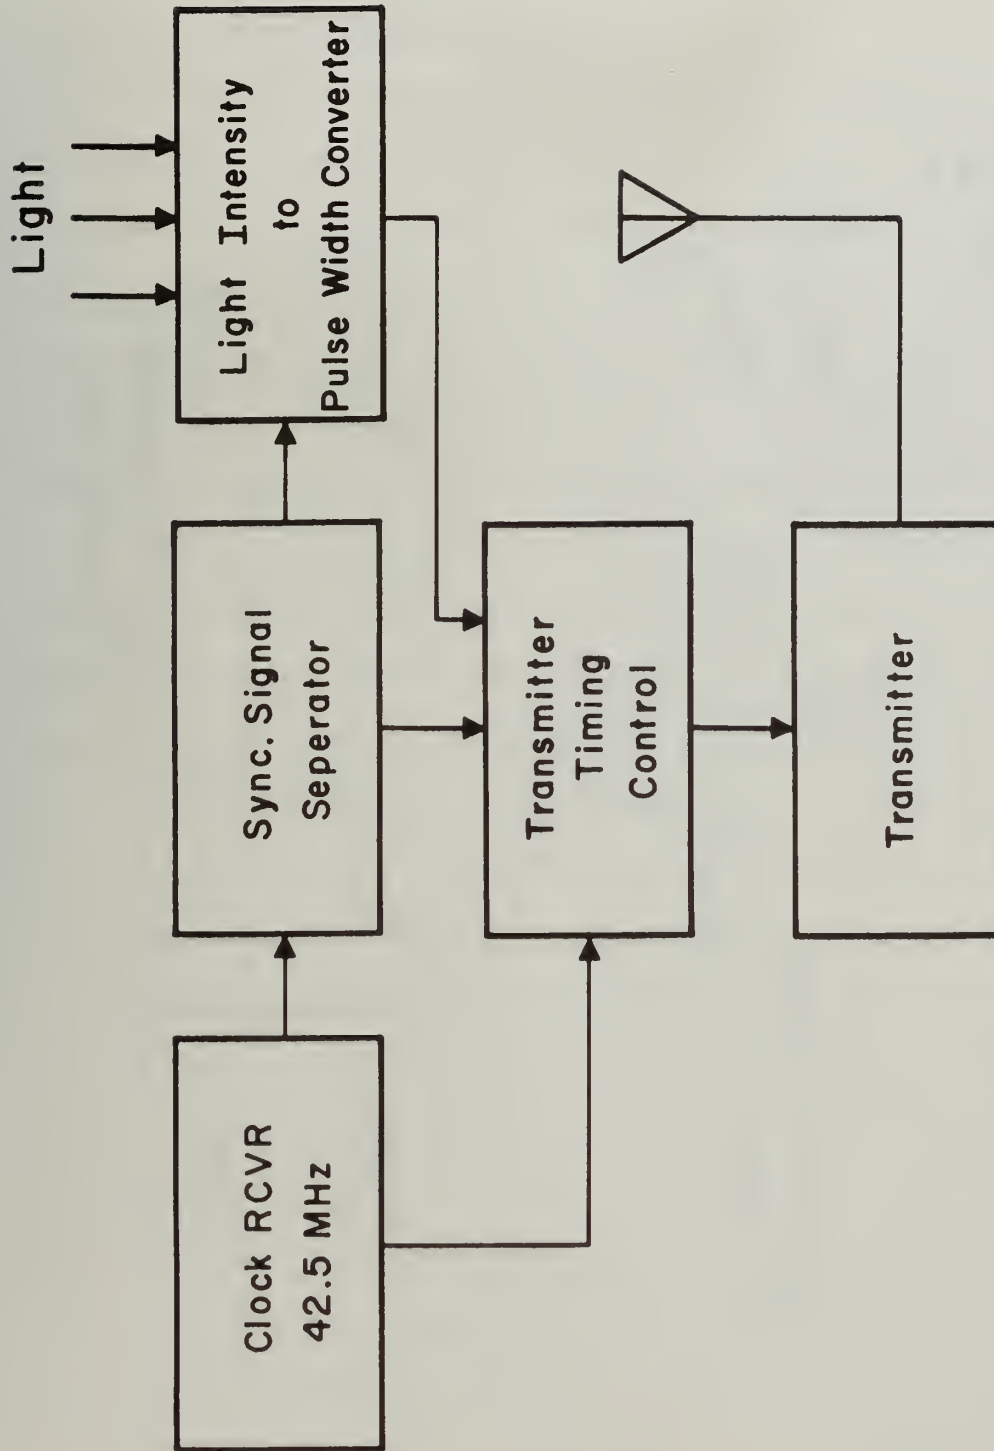 Light
Light Intensity
to
Pulse Width Converter
Sync. Signal
Seperator
Clock RCVR
42.5 MHz
Transmitter
Timing
Control
Transmitter